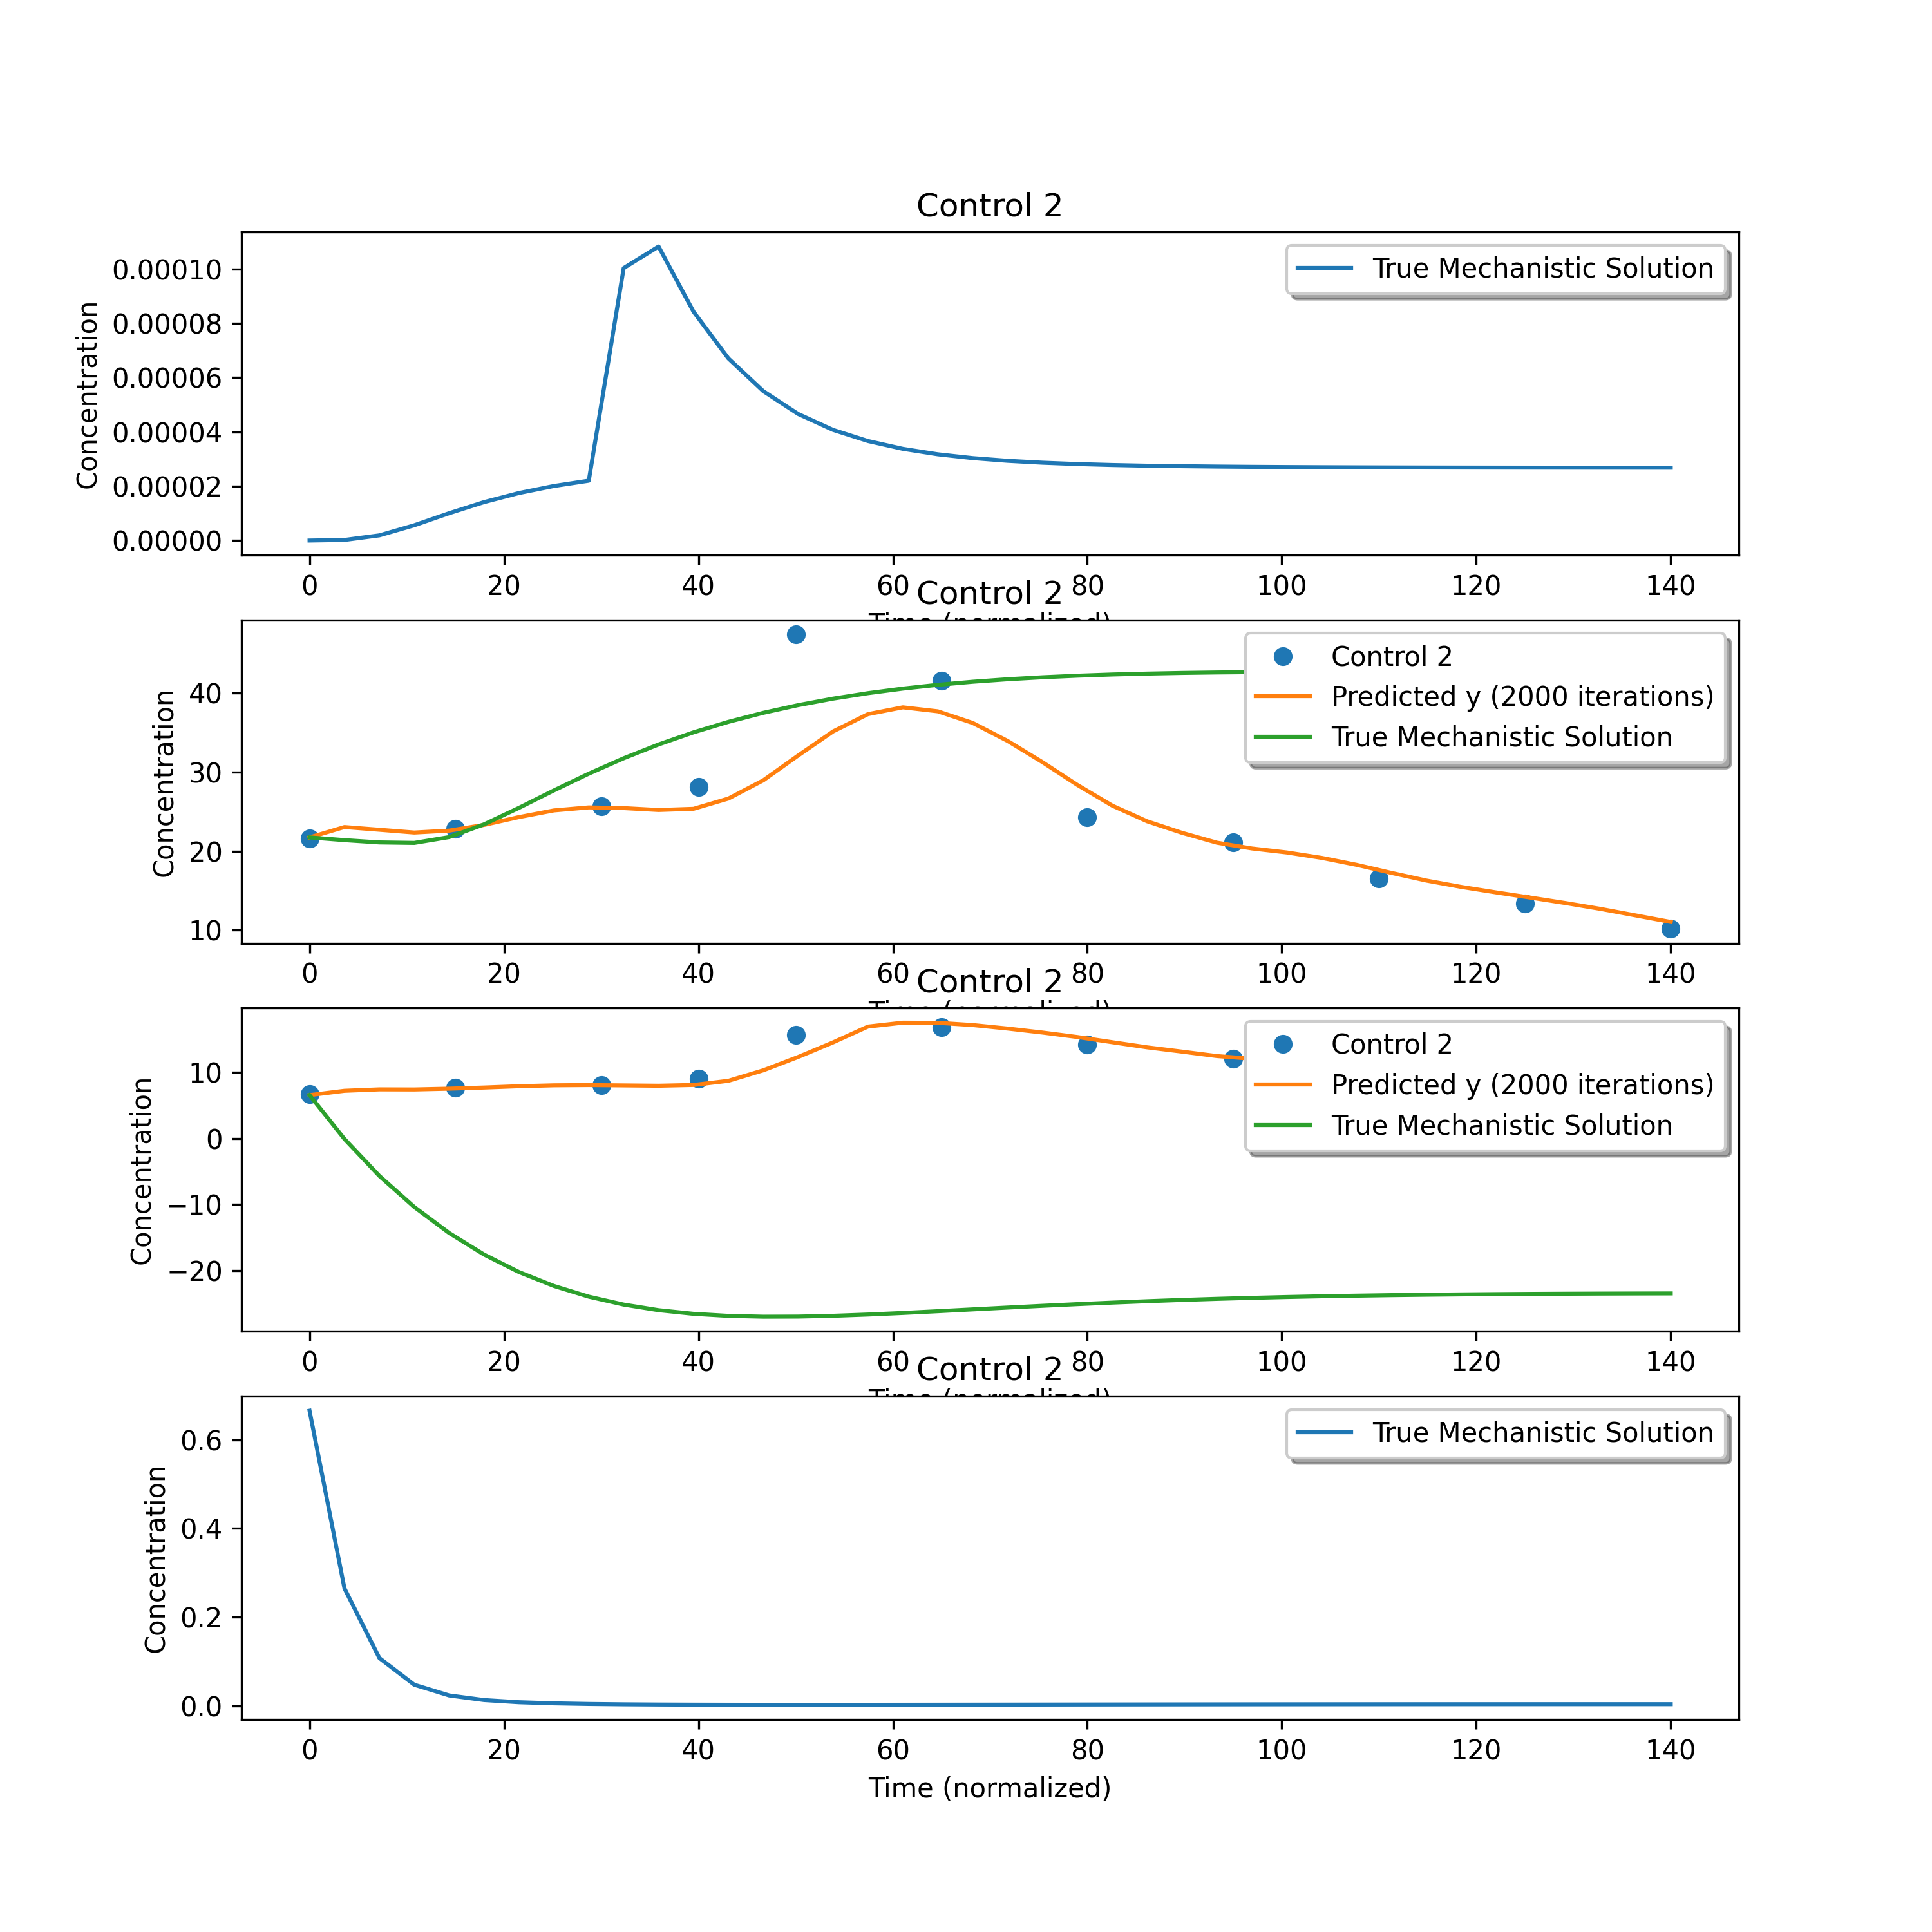 Control 2
Concentration
0.00010
0.00008
0.00006
0.00004
0.00002
0.00000
True Mechanistic Solution
0 20 40 60 80 100 120 140
Control 2
Concentration
40
30
20
10
Control 2
Predicted y (2000 iterations)
True Mechanistic Solution
0 20 40 60 80 100 120 140
Control 2
Concentration
10
0
−10
−20
Control 2
Predicted y (2000 iterations)
True Mechanistic Solution
0 20 40 60 80 100 120 140
Control 2
Concentration
0.6
0.4
0.2
0.0
True Mechanistic Solution
0 20 40 60 80 100 120 140
Time (normalized)